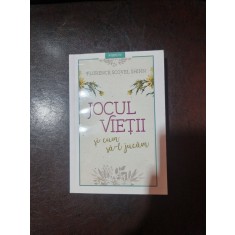 FLORENCE SCOVEL SHINN
JOCUL
VIEȚII
și cum
să-l jucăm